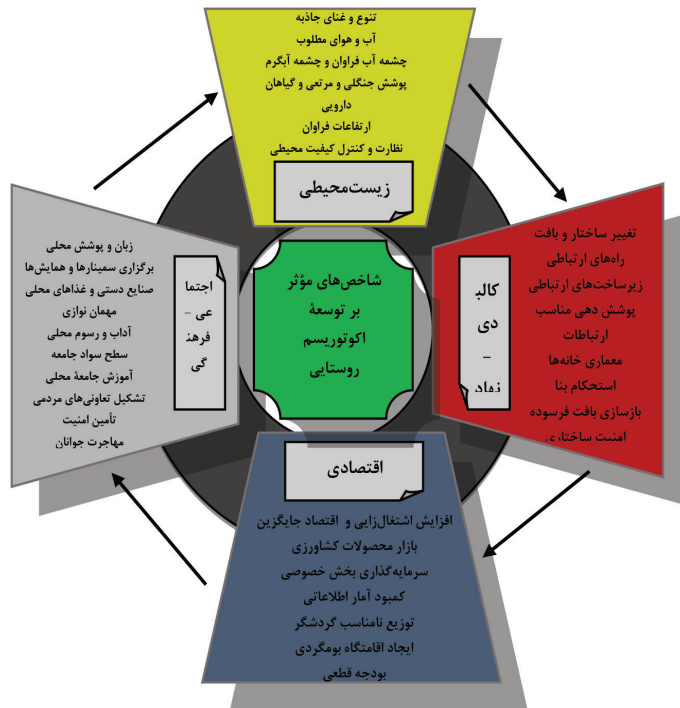 تنوع و غنای جاذبه
آب و هوای مطلوب
چشمه آب فراوان و چشمه آبگرم
پوشش جنگلی و مرتعی و گیاهان
دارویی
ارتفاعات فراوان
نظارت و کنترل کیفیت محیطی
زیست‌محیطی
تغییر ساختار و بافت
راه‌های ارتباطی
زیرساخت‌های ارتباطی
پوشش دهی مناسب
ارتباطات
معماری خانه‌ها
استحکام بنا
بازسازی بافت فرسوده
امنیت ساختاری
کالب
دی
–
نهاد
شاخص‌های مؤثر
بر توسعهٔ
اکوتوریسم
روستایی
اجتما
عی –
فرهن
گی
زبان و پوشش محلی
برگزاری سمینارها و همایش‌ها
صنایع دستی و غذاهای محلی
مهمان نوازی
آداب و رسوم محلی
سطح سواد جامعه
آموزش جامعهٔ محلی
تشکیل تعاونی‌های مردمی
تأمین امنیت
مهاجرت جوانان
اقتصادی
افزایش اشتغال‌زایی و اقتصاد جایگزین
بازار محصولات کشاورزی
سرمایه‌گذاری بخش خصوصی
کمبود آمار اطلاعاتی
توزیع نامناسب گردشگر
ایجاد اقامتگاه بومگردی
بودجه قطعی